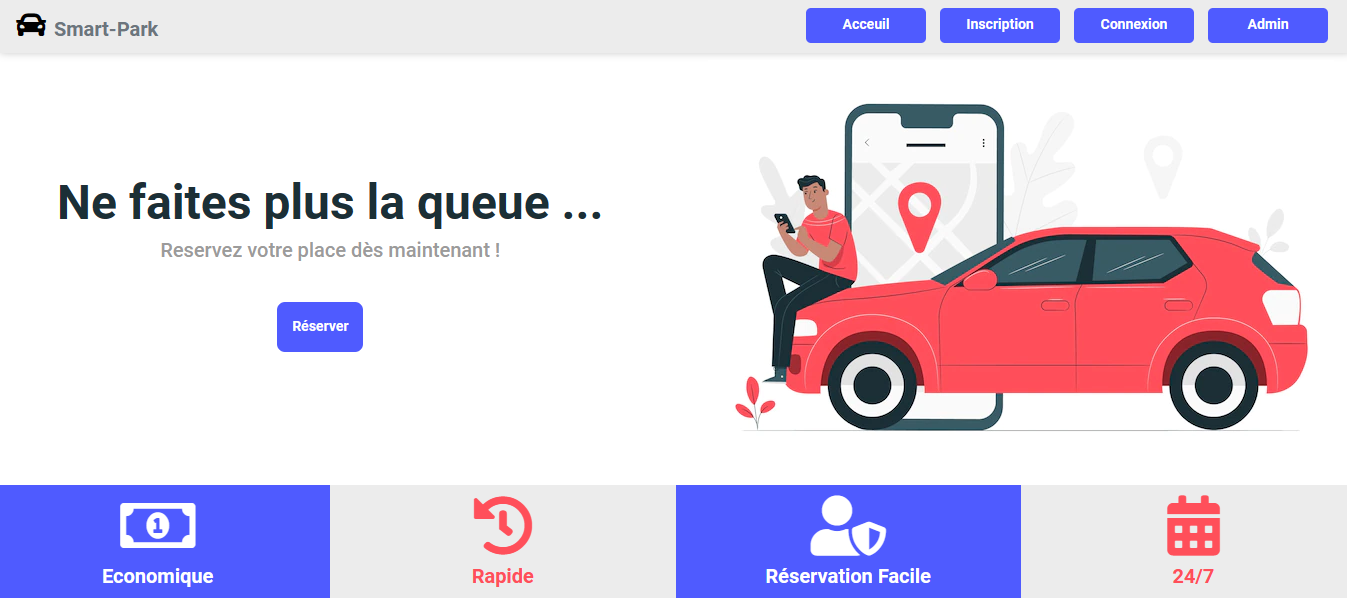 Smart-Park
Acceuil
Inscription
Connexion
Admin
Ne faites plus la queue ...
Reservez votre place dès maintenant !
Réserver
1
Economique
Rapide
Réservation Facile
24/7